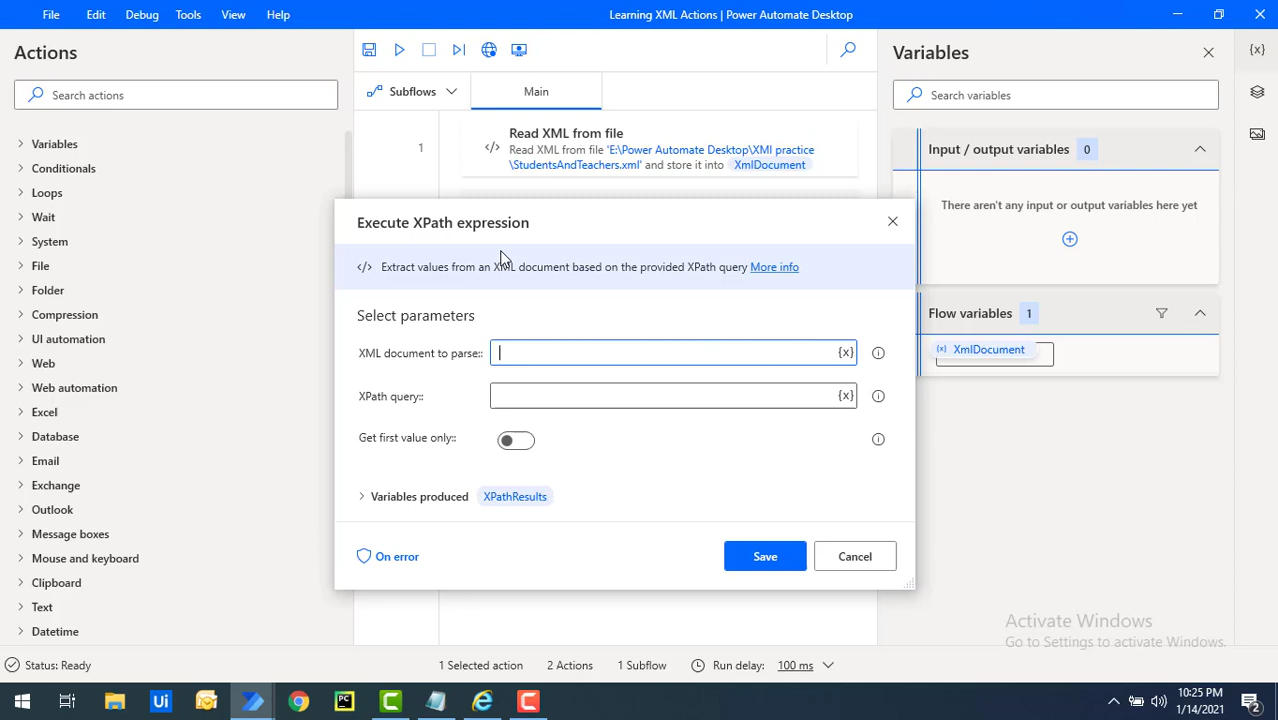 File Edit Debug Tools View Help
Learning XML Actions | Power Automate Desktop
Actions
Search actions
Variables
Conditionals
Loops
Wait
System
File
Folder
Compression
UI automation
Web
Web automation
Excel
Database
Email
Exchange
Outlook
Message boxes
Mouse and keyboard
Clipboard
Text
Datetime
Subflows
Main
1
Read XML from file
Read XML from file 'E:\Power Automate Desktop\XMl practice
\StudentsAndTeachers.xml' and store it into XmlDocument
Execute XPath expression
</> Extract values from an XML document based on the provided XPath query More info
Select parameters
XML document to parse:: {x}
XPath query:: {x}
Get first value only::
Variables produced XPathResults
On error
Save
Cancel
Variables
{x}
Search variables
Input / output variables 0
There aren't any input or output variables here yet
Flow variables 1
(x) XmlDocument
Activate Windows
Go to Settings to activate Windows.
Status: Ready
1 Selected action
2 Actions
1 Subflow
Run delay: 100 ms
Ui
PC
10:25 PM
1/14/2021
2